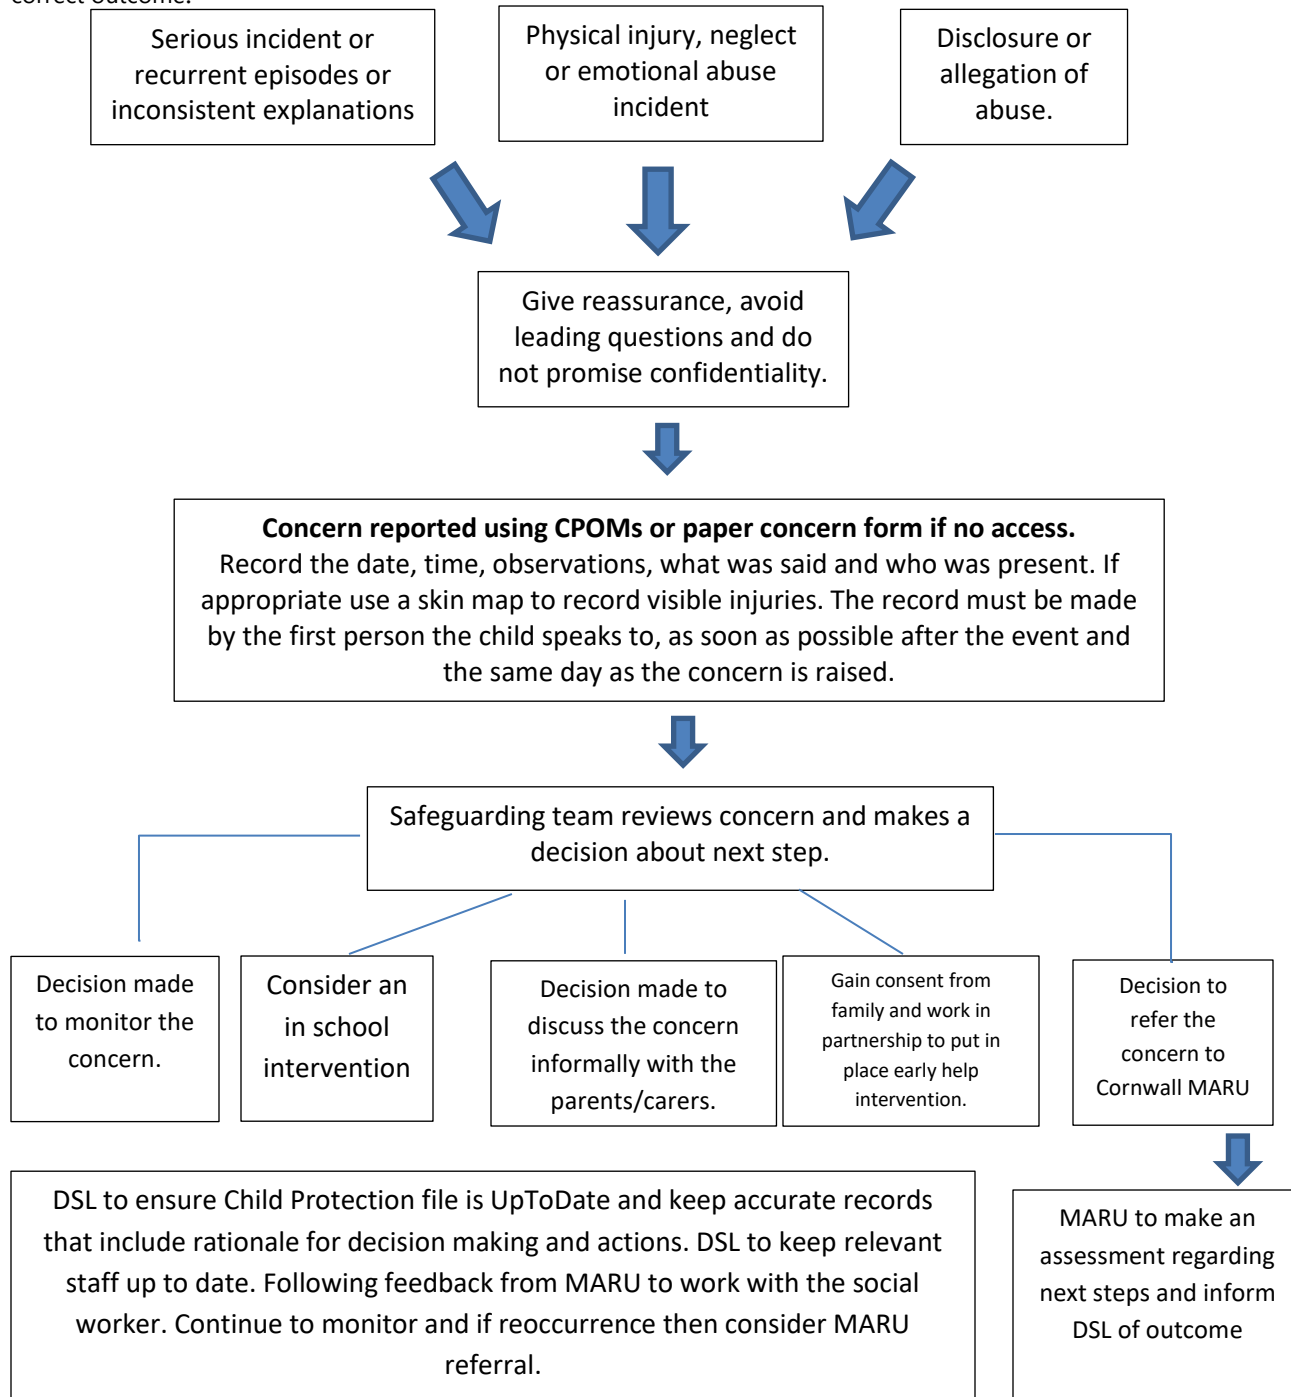 correct outcome.
Serious incident or
recurrent episodes or
inconsistent explanations
Physical injury, neglect
or emotional abuse
incident
Disclosure or
allegation of
abuse.
Give reassurance, avoid
leading questions and do
not promise confidentiality.
Concern reported using CPOMs or paper concern form if no access.
Record the date, time, observations, what was said and who was present. If
appropriate use a skin map to record visible injuries. The record must be made
by the first person the child speaks to, as soon as possible after the event and
the same day as the concern is raised.
Safeguarding team reviews concern and makes a
decision about next step.
Decision made
to monitor the
concern.
Consider an
in school
intervention
Decision made to
discuss the concern
informally with the
parents/carers.
Gain consent from
family and work in
partnership to put in
place early help
intervention.
Decision to
refer the
concern to
Cornwall MARU
DSL to ensure Child Protection file is UpToDate and keep accurate records
that include rationale for decision making and actions. DSL to keep relevant
staff up to date. Following feedback from MARU to work with the social
worker. Continue to monitor and if reoccurrence then consider MARU
referral.
MARU to make an
assessment regarding
next steps and inform
DSL of outcome